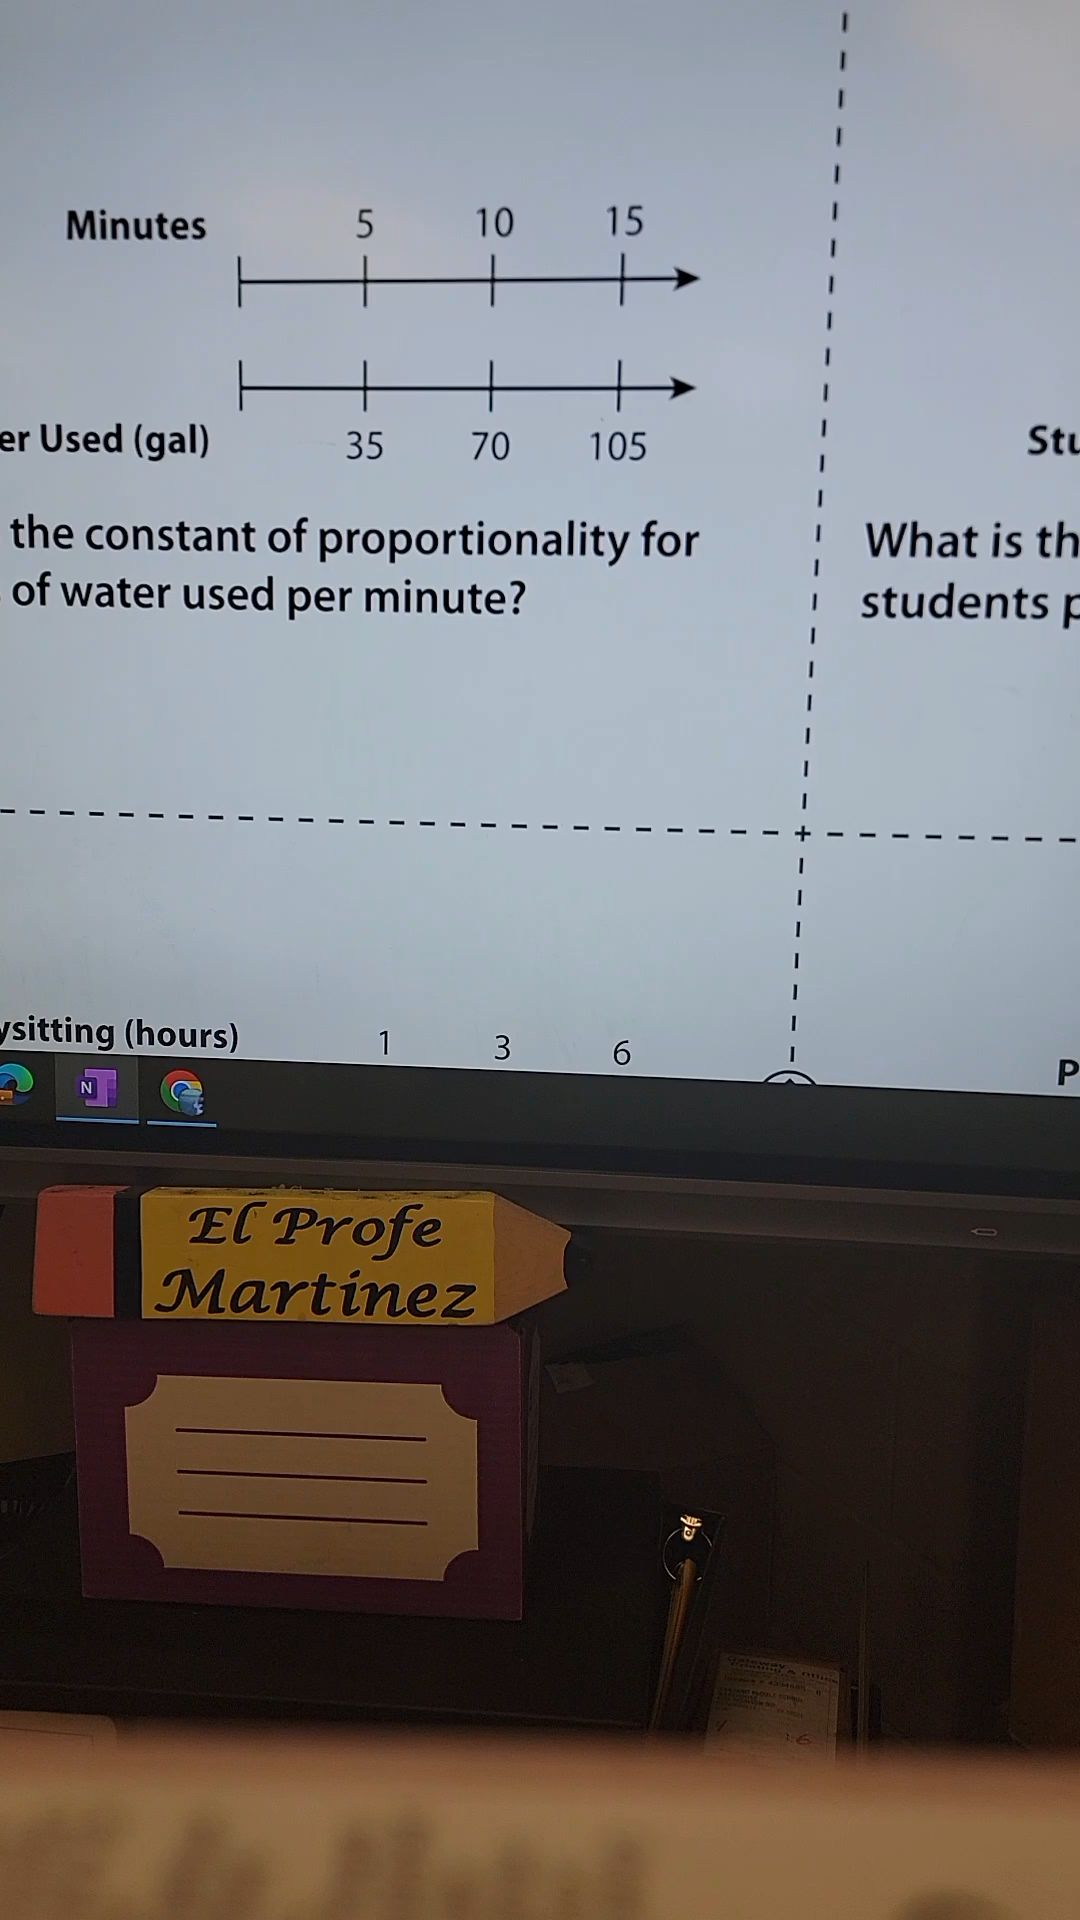 Minutes 5 10 15
er Used (gal) 35 70 105
Stu
the constant of proportionality for
of water used per minute?
What is th
students p
ysitting (hours) 1 3 6
P
N
El Profe
Martinez